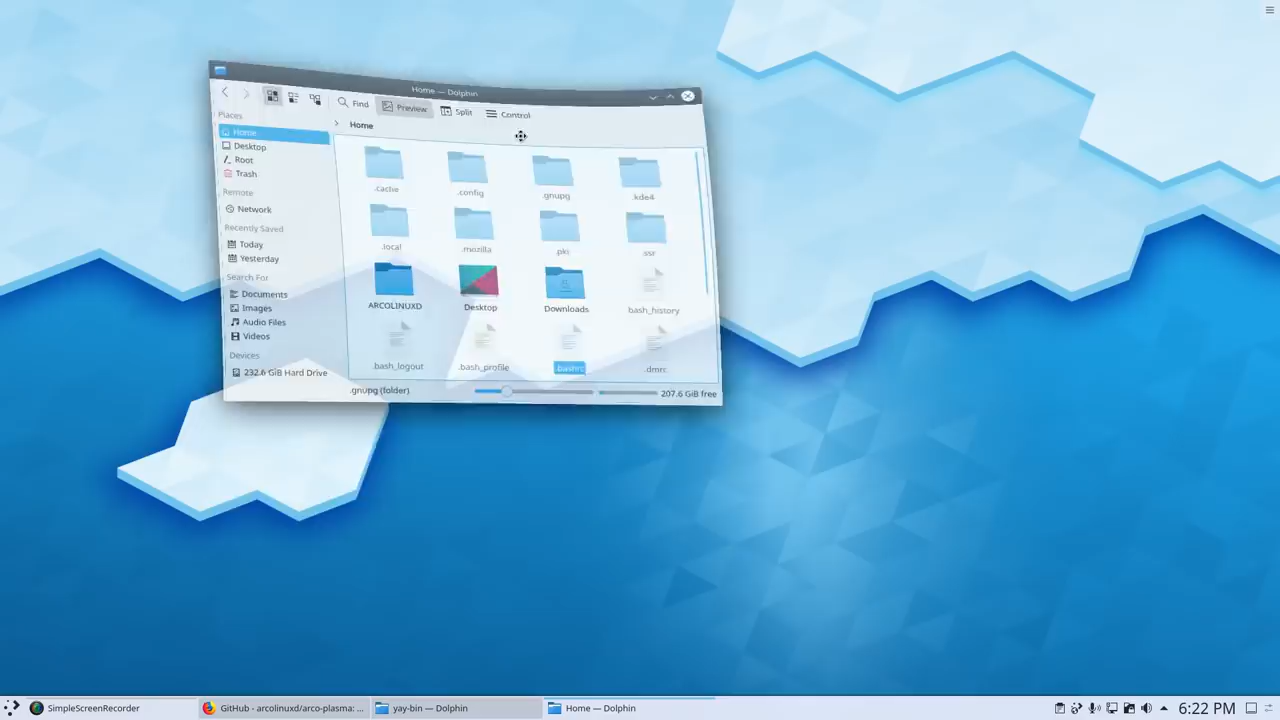 Home — Dolphin
Find
Preview
Split
Control
Places
Home
Home
Desktop
Root
Trash
Remote
Network
Recently Saved
Today
Yesterday
Search For
Documents
Images
Audio Files
Videos
Devices
232.6 GiB Hard Drive
.cache
.config
.gnupg
.kde4
.local
.mozilla
.pki
.ssr
ARCOLINUXD
Desktop
Downloads
.bash_history
.bash_logout
.bash_profile
.bashrc
.dmrc
.gnupg (folder)
207.6 GiB free
SimpleScreenRecorder
GitHub - arcolinuxd/arco-plasma: ...
yay-bin — Dolphin
Home — Dolphin
6:22 PM